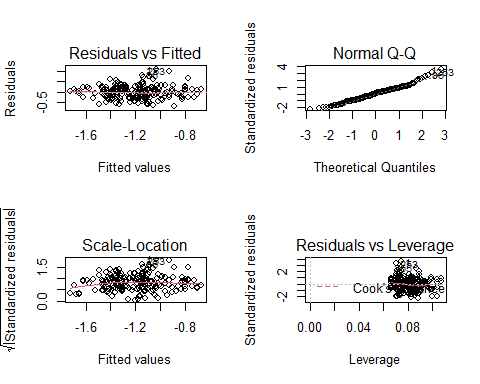 Residuals vs Fitted
Residuals
-0.5
-1.6
-1.2
-0.8
Fitted values
Normal Q-Q
Standardized residuals
-2
2
4
-3
-2
-1
0
1
2
3
Theoretical Quantiles
Scale-Location
√|Standardized residuals|
0.0
1.5
-1.6
-1.2
-0.8
Fitted values
Residuals vs Leverage
Standardized residuals
-2
2
Cook's
0.00
0.04
0.08
Leverage